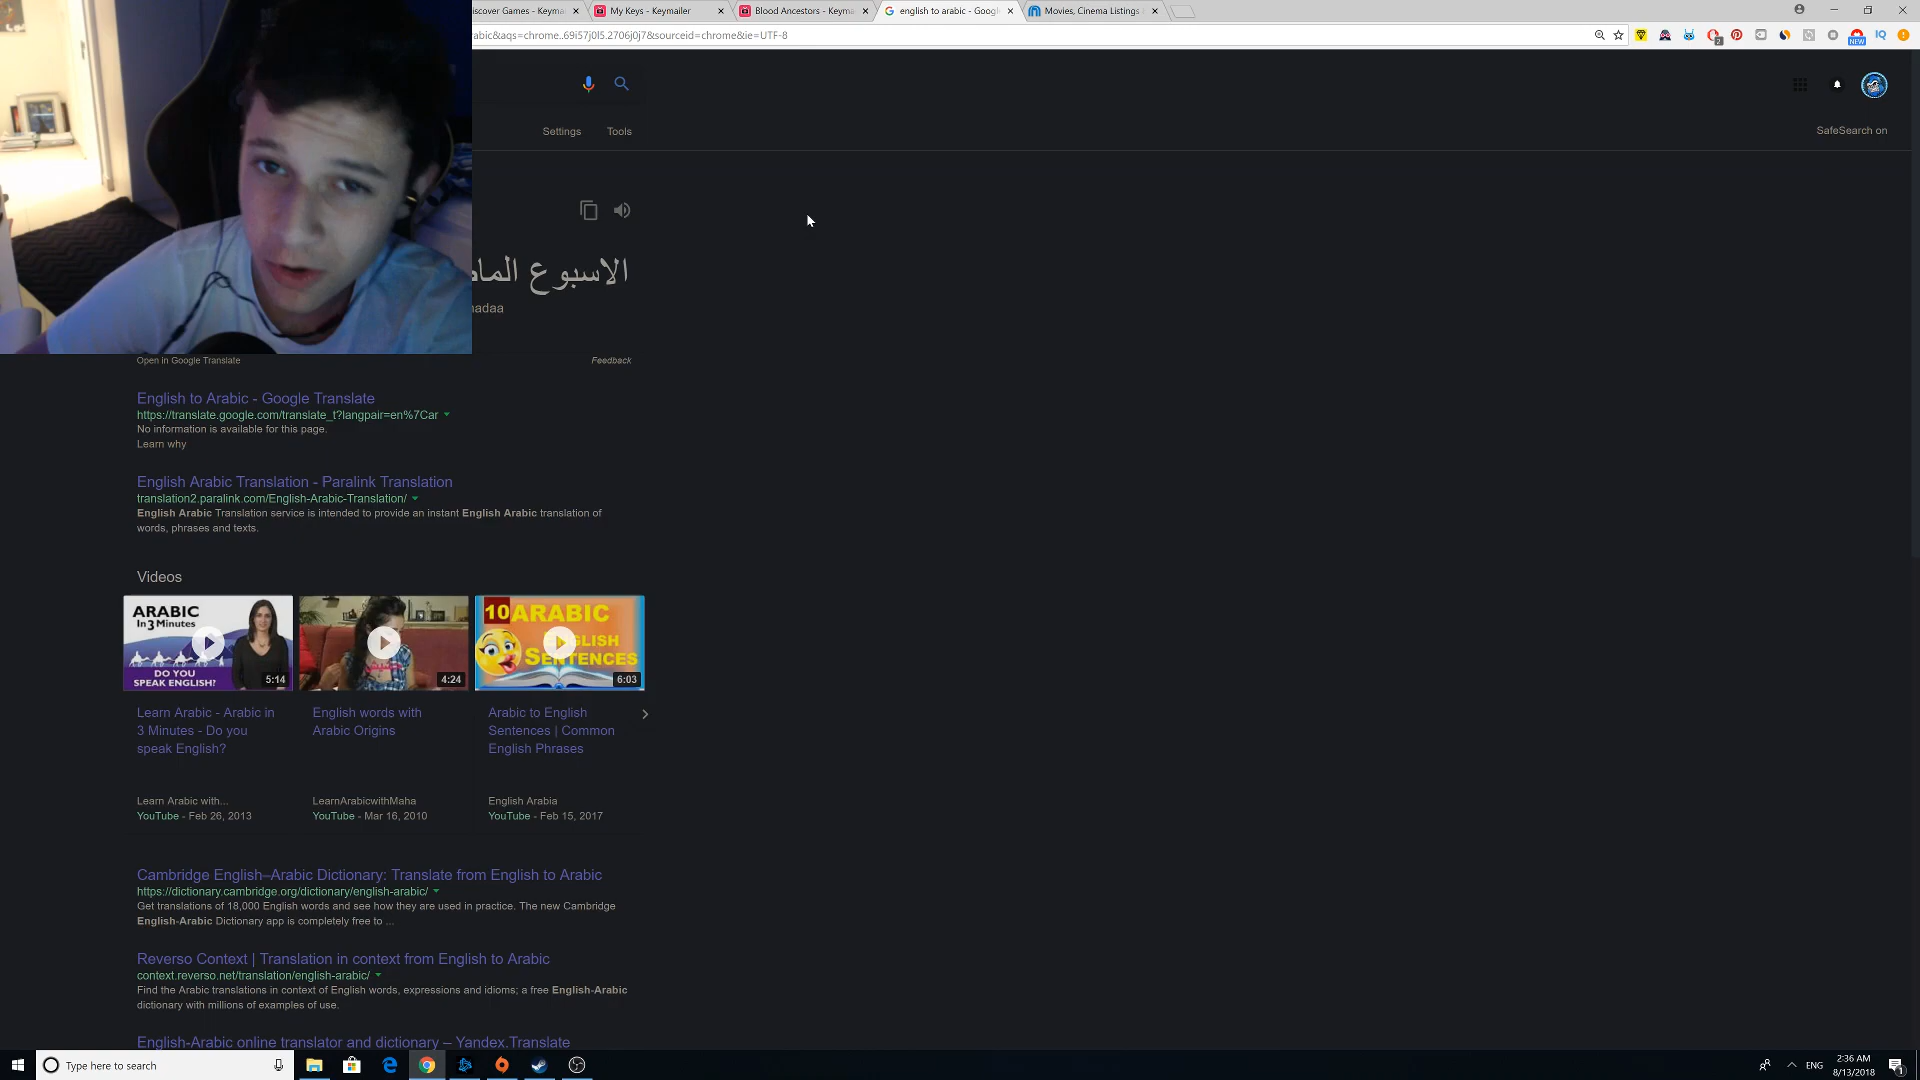 iscover Games - Keyma
My Keys - Keymailer
Blood Ancestors - Keyma
english to arabic - Goog
Movies, Cinema Listings
abic&aqs=chrome..69i57j0l5.2706j0j7&sourceid=chrome&ie=UTF-8
Settings
Tools
SafeSearch on
الاسبوع الما
nadaa
Open in Google Translate
Feedback
English to Arabic - Google Translate
https://translate.google.com/translate_t?langpair=en%7Car
No information is available for this page.
Learn why
English Arabic Translation - Paralink Translation
translation2.paralink.com/English-Arabic-Translation/
English Arabic Translation service is intended to provide an instant English Arabic translation of
words, phrases and texts.
Videos
ARABIC
In 3 Minutes
DO YOU
SPEAK ENGLISH?
5:14
4:24
10 ARABIC
ENGLISH
SENTENCES
6:03
Learn Arabic - Arabic in
3 Minutes - Do you
speak English?
English words with
Arabic Origins
Arabic to English
Sentences | Common
English Phrases
Learn Arabic with...
YouTube - Feb 26, 2013
LearnArabicwithMaha
YouTube - Mar 16, 2010
English Arabia
YouTube - Feb 15, 2017
Cambridge English–Arabic Dictionary: Translate from English to Arabic
https://dictionary.cambridge.org/dictionary/english-arabic/
Get translations of 18,000 English words and see how they are used in practice. The new Cambridge
English-Arabic Dictionary app is completely free to ...
Reverso Context | Translation in context from English to Arabic
context.reverso.net/translation/english-arabic/
Find the Arabic translations in context of English words, expressions and idioms; a free English-Arabic
dictionary with millions of examples of use.
English-Arabic online translator and dictionary – Yandex.Translate
Type here to search
ENG
2:36 AM
8/13/2018